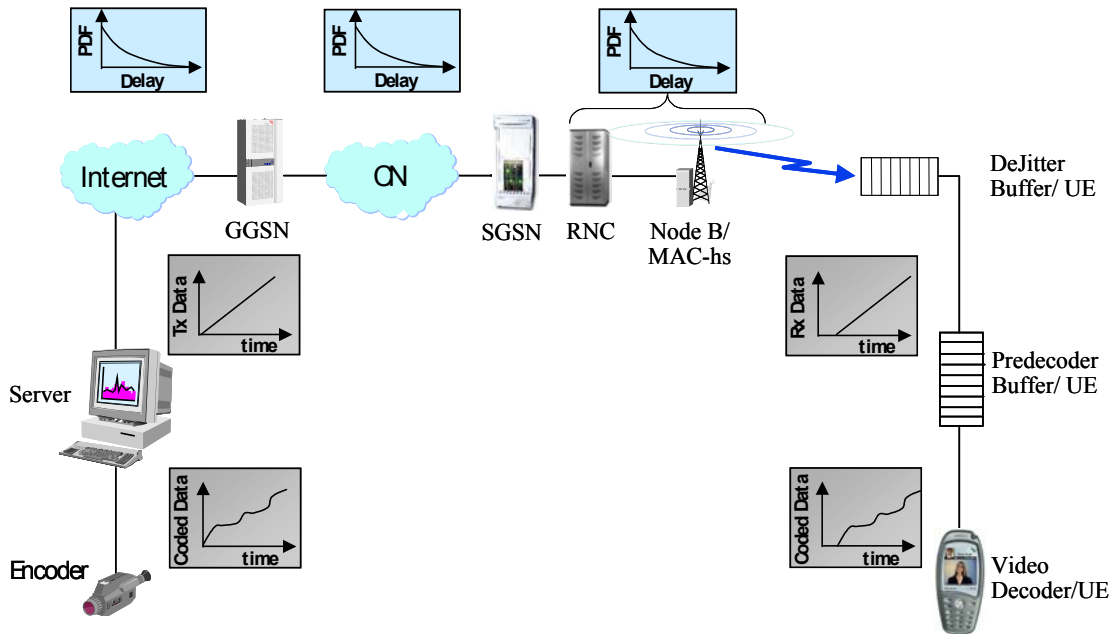 PDF
Delay
PDF
Delay
PDF
Delay
Internet
GGSN
CN
SGSN
RNC
Node B/
MAC-hs
DeJitter
Buffer/ UE
Tx Data
time
Rx Data
time
Server
Predecoder
Buffer/ UE
Coded Data
time
Coded Data
time
Encoder
Video
Decoder/UE